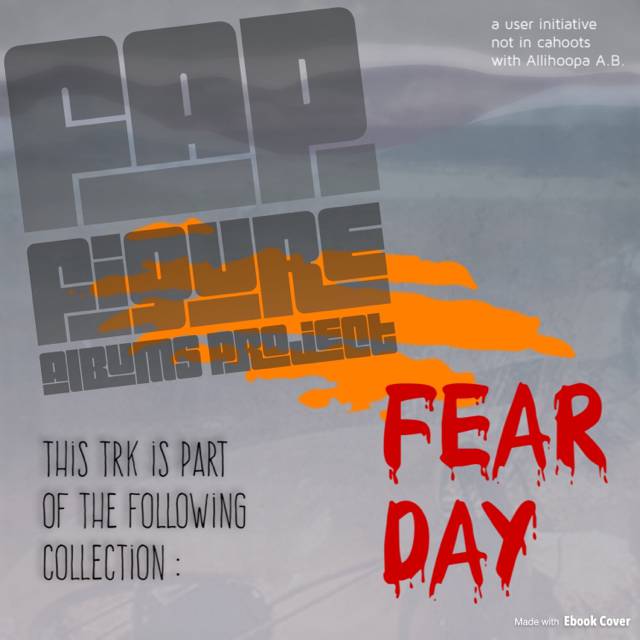 a user initiative
not in cahoots
with Allihoopa A.B.
FAP.
FiGURE
ALBUMS PROJECT
THiS TRK iS PART
OF THE FOLLOWiNG
COLLECTiON :
FEAR
DAY
Made with Ebook Cover